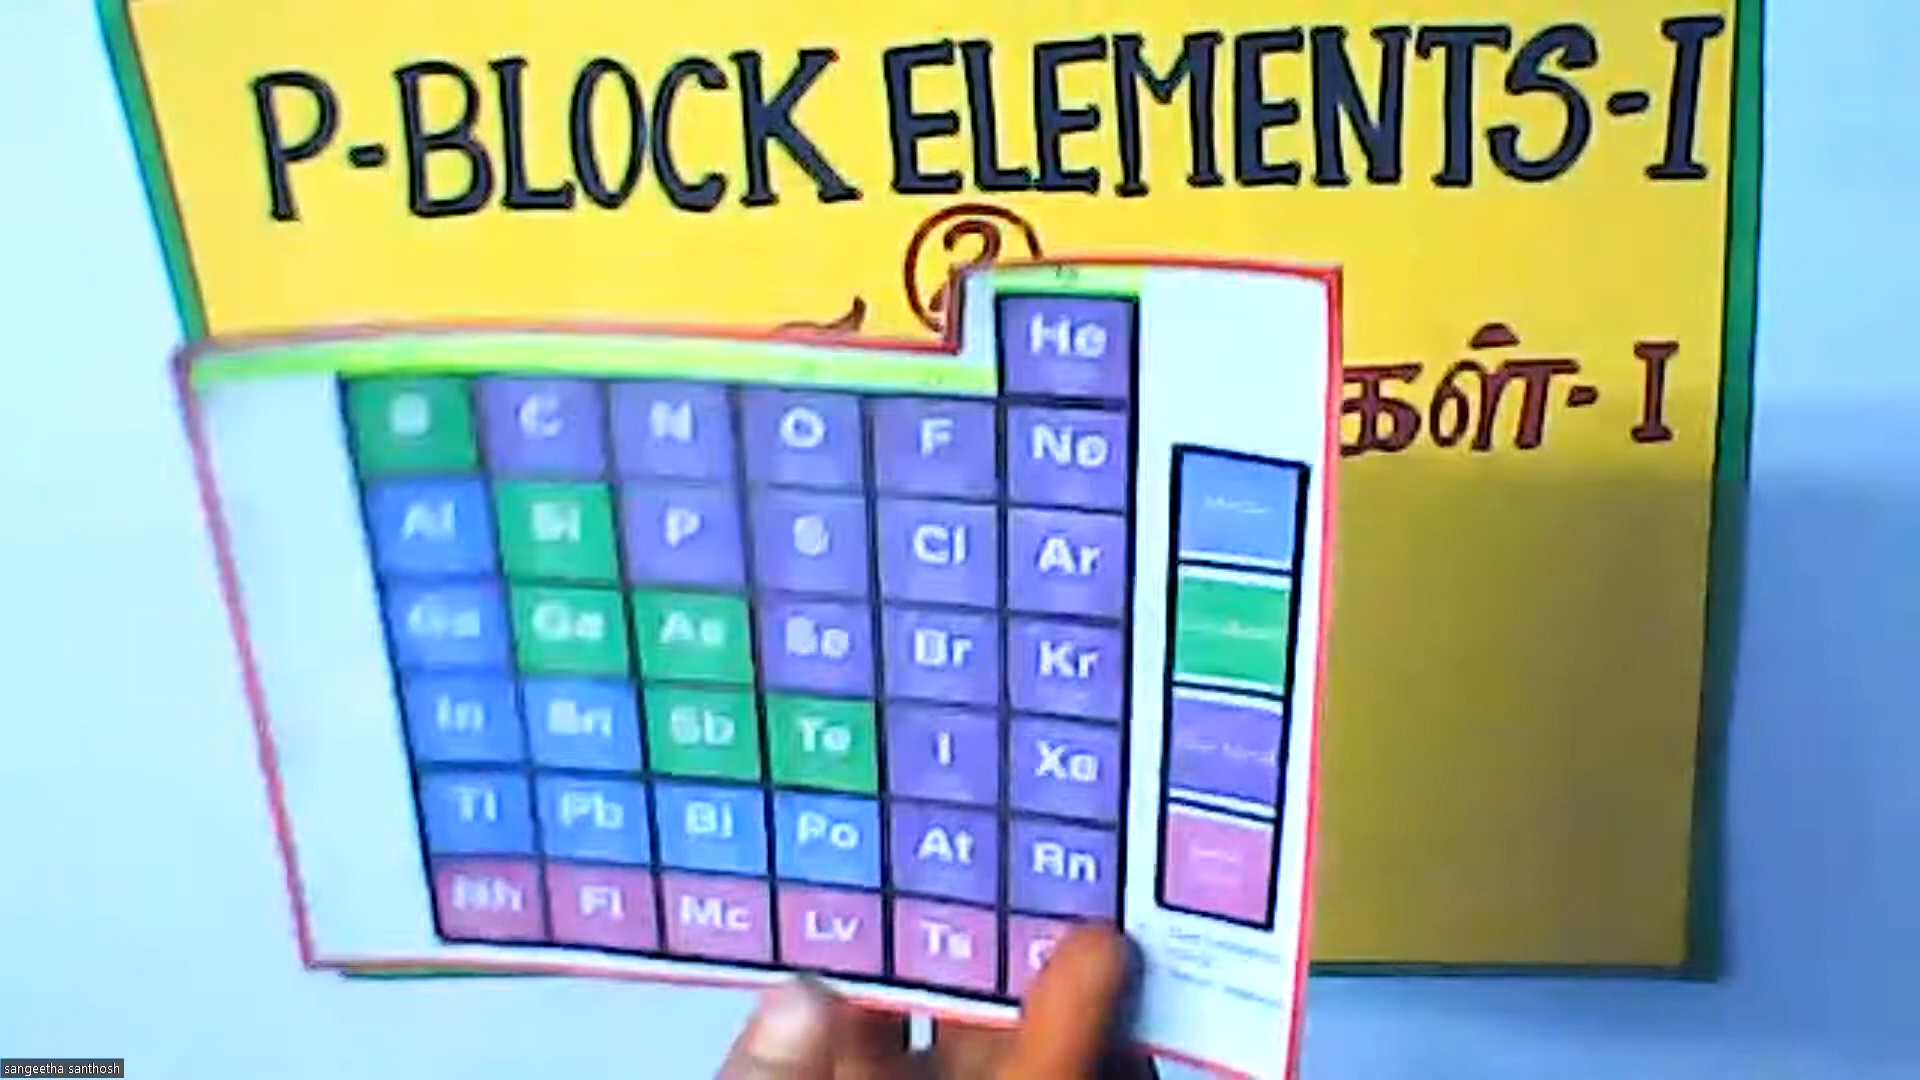 P-BLOCK ELEMENTS-I
2
கள்- I
He
B C N O F Ne
Al Si P S Cl Ar
Ga Ge As Se Br Kr
In Sn Sb Te I Xe
Tl Pb Bi Po At Rn
Nh Fl Mc Lv Ts
sangeetha santhosh